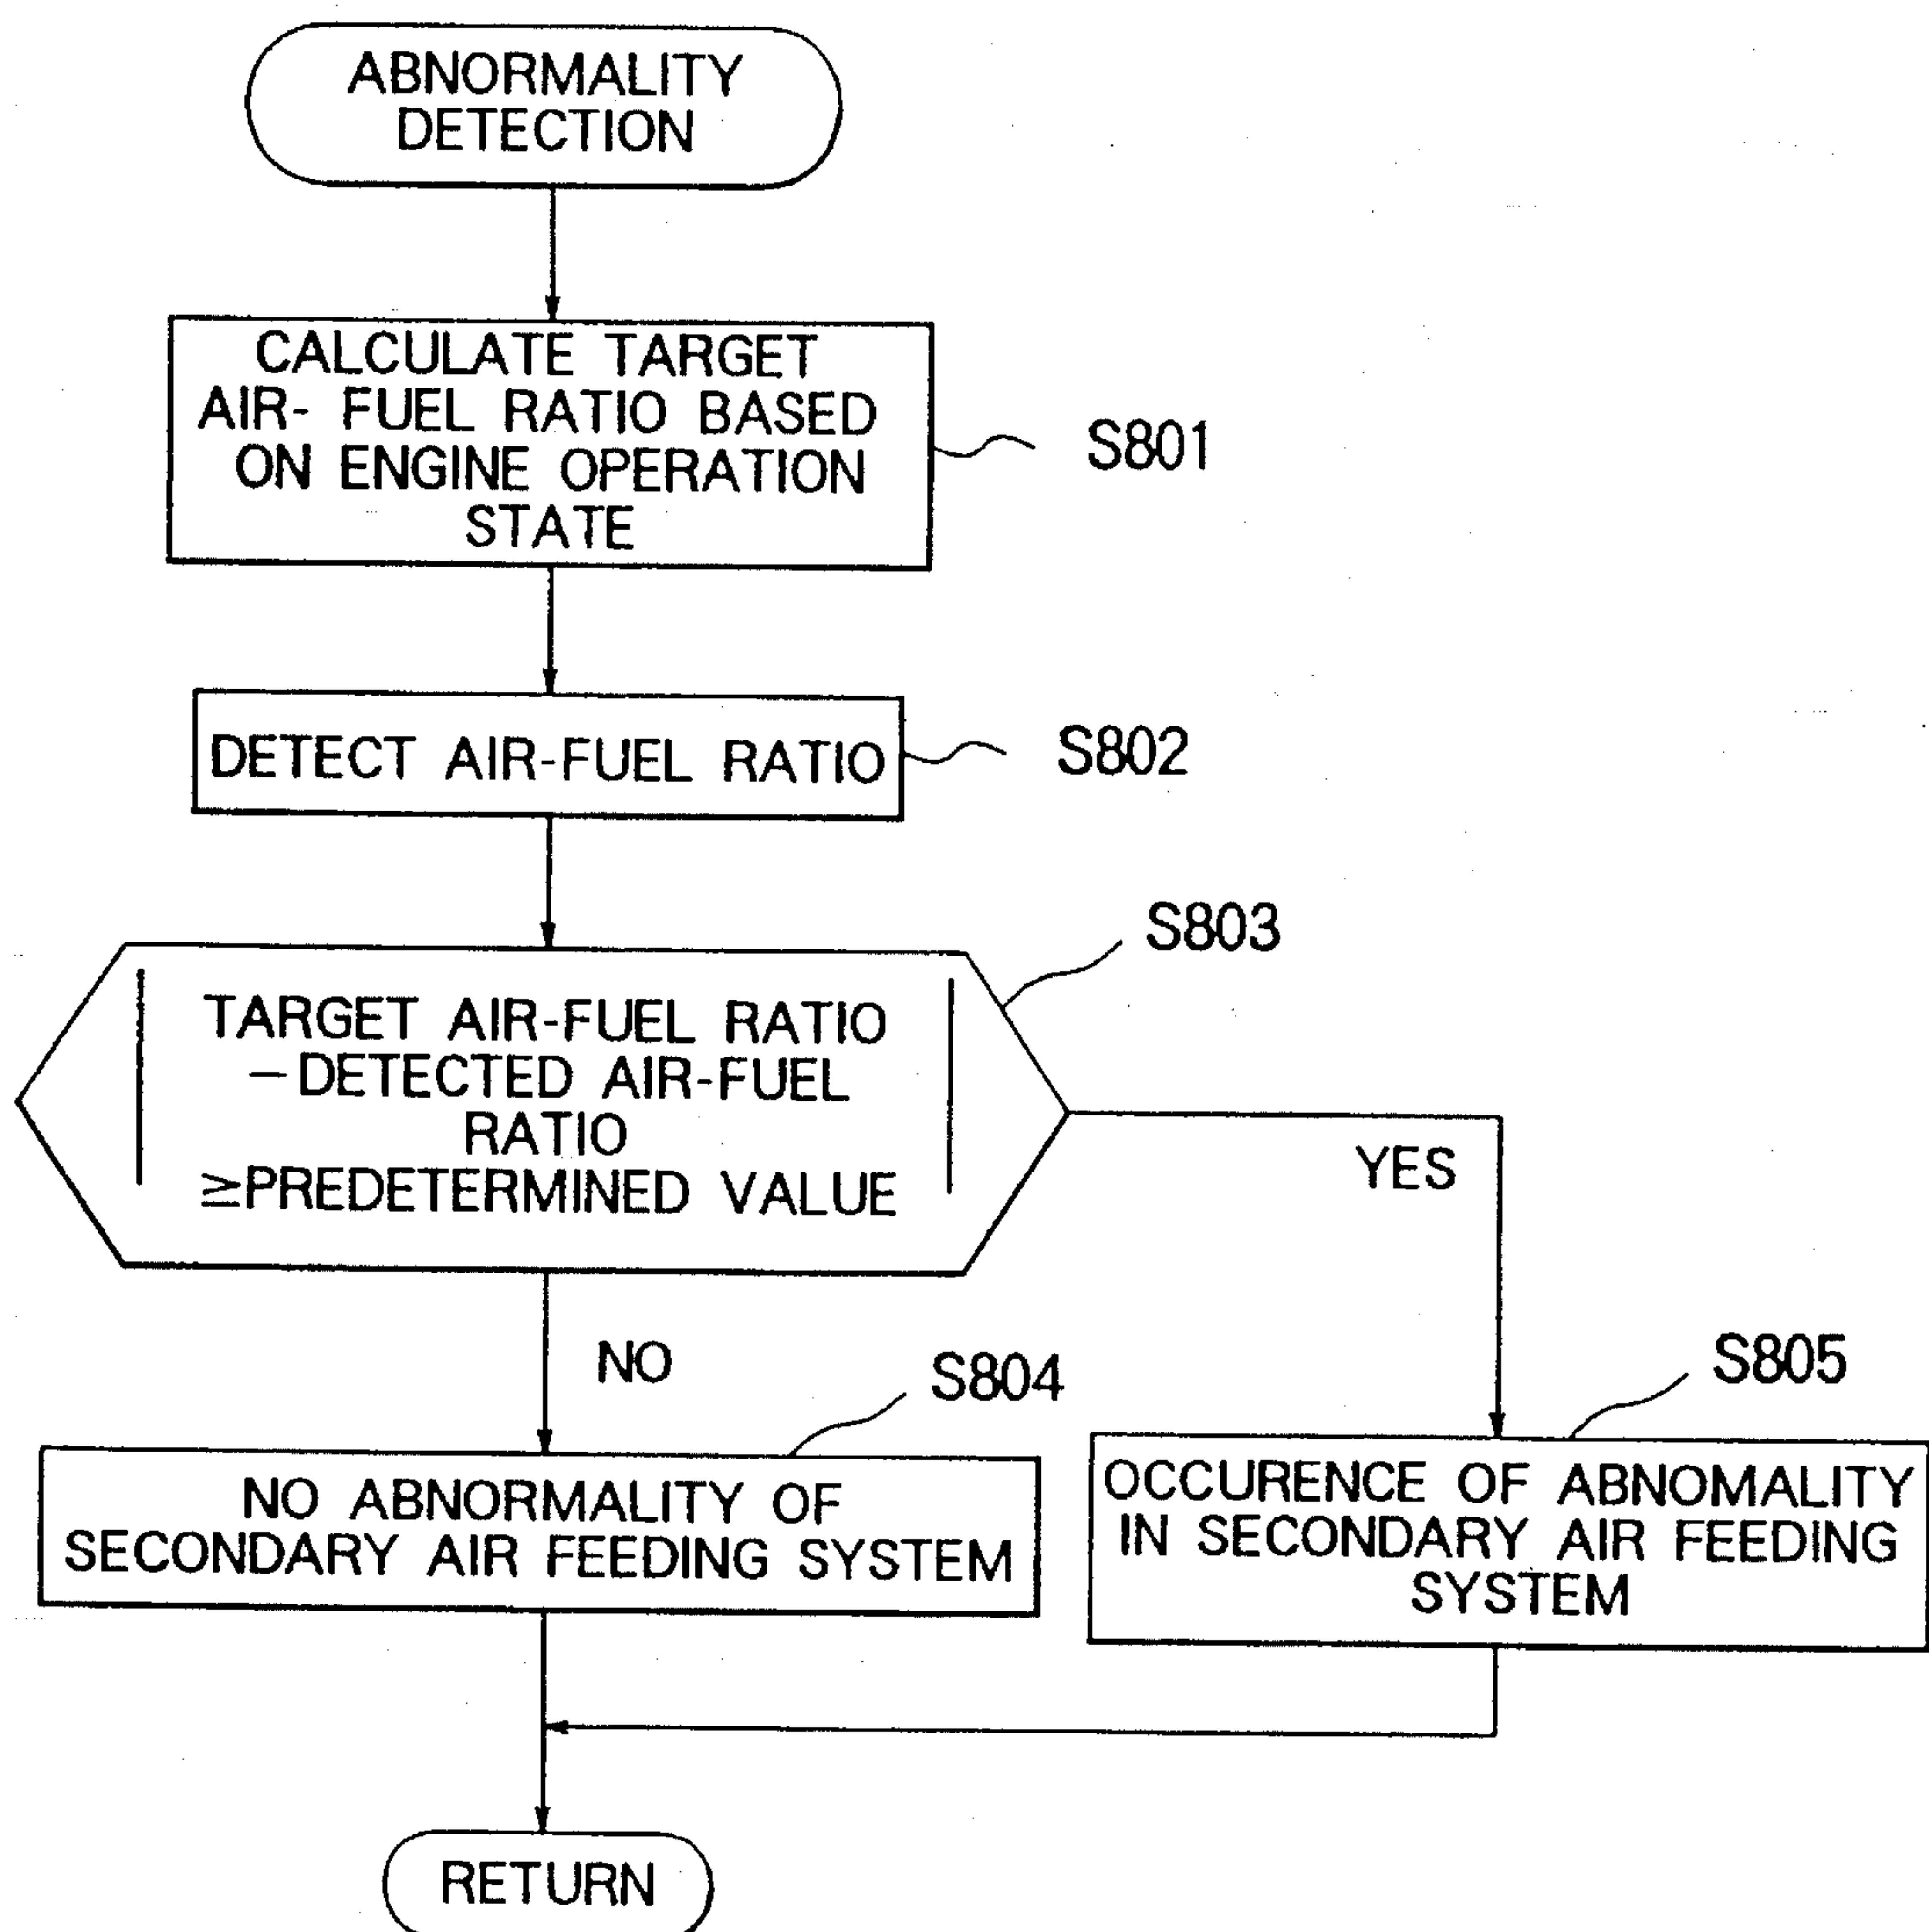 ABNORMALITY
DETECTION
CALCULATE TARGET
AIR- FUEL RATIO BASED
ON ENGINE OPERATION
STATE
S801
DETECT AIR-FUEL RATIO
S802
S803
TARGET AIR-FUEL RATIO
−DETECTED AIR-FUEL
RATIO
≥PREDETERMINED VALUE
YES
NO
S804
S805
NO ABNORMALITY OF
SECONDARY AIR FEEDING SYSTEM
OCCURENCE OF ABNOMALITY
IN SECONDARY AIR FEEDING
SYSTEM
RETURN